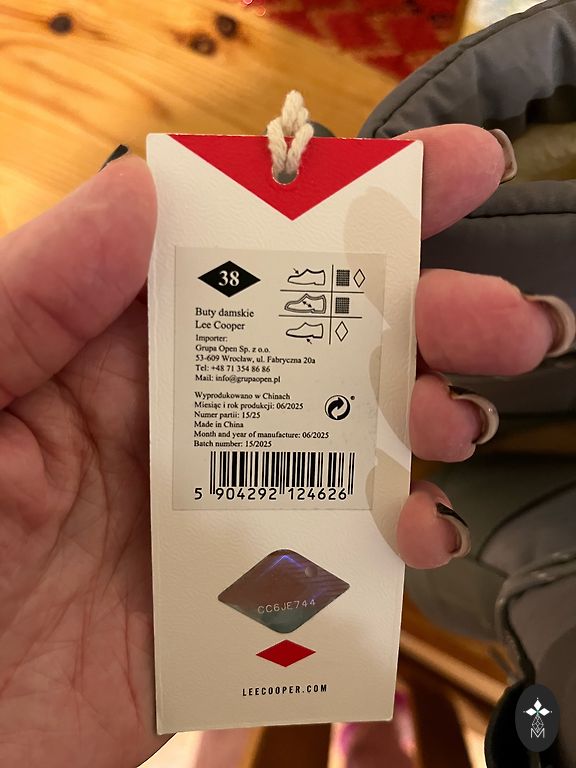 38
Buty damskie
Lee Cooper
Importer:
Grupa Open Sp. z o.o.
53-609 Wrocław, ul. Fabryczna 20a
Tel: +48 71 354 86 86
Mail: info@grupaopen.pl
Wyprodukowano w Chinach
Miesiąc i rok produkcji: 06/2025
Numer partii: 15/25
Made in China
Month and year of manufacture: 06/2025
Batch number: 15/2025
5 904292 124626
CC6JE744
LEECOOPER.COM
M